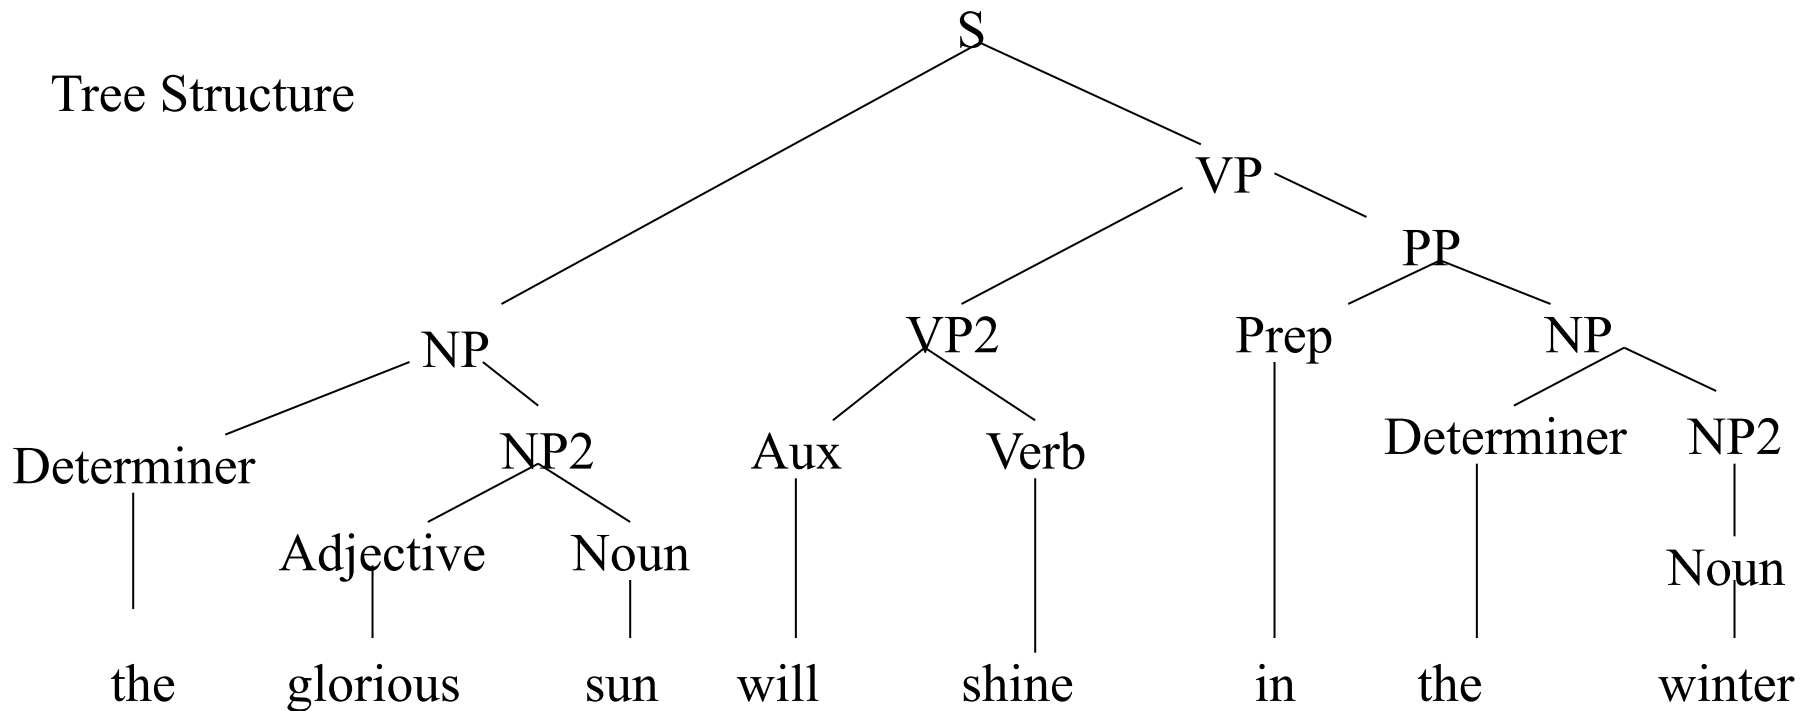 S
Tree Structure
VP
PP
NP VP2 Prep NP
Determiner NP2 Aux Verb Determiner NP2
Adjective Noun Noun
the glorious sun will shine in the winter